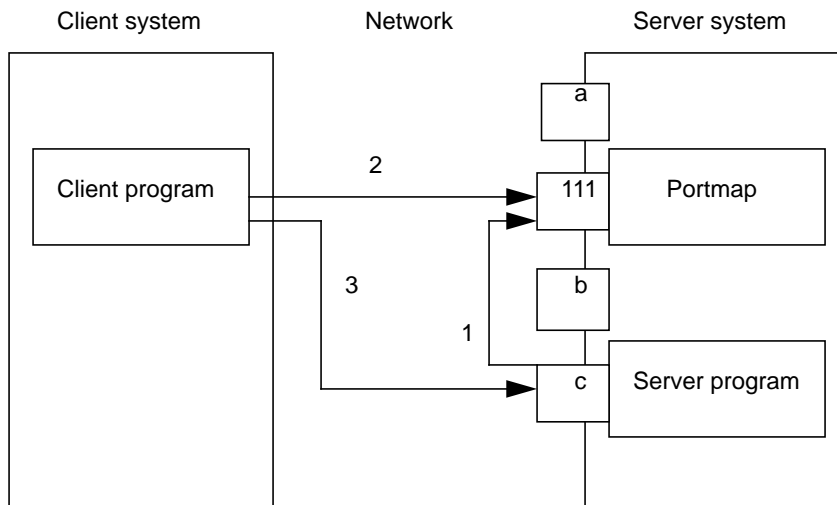 Client system
Network
Server system
a
Client program
2
111
Portmap
3
b
1
c
Server program